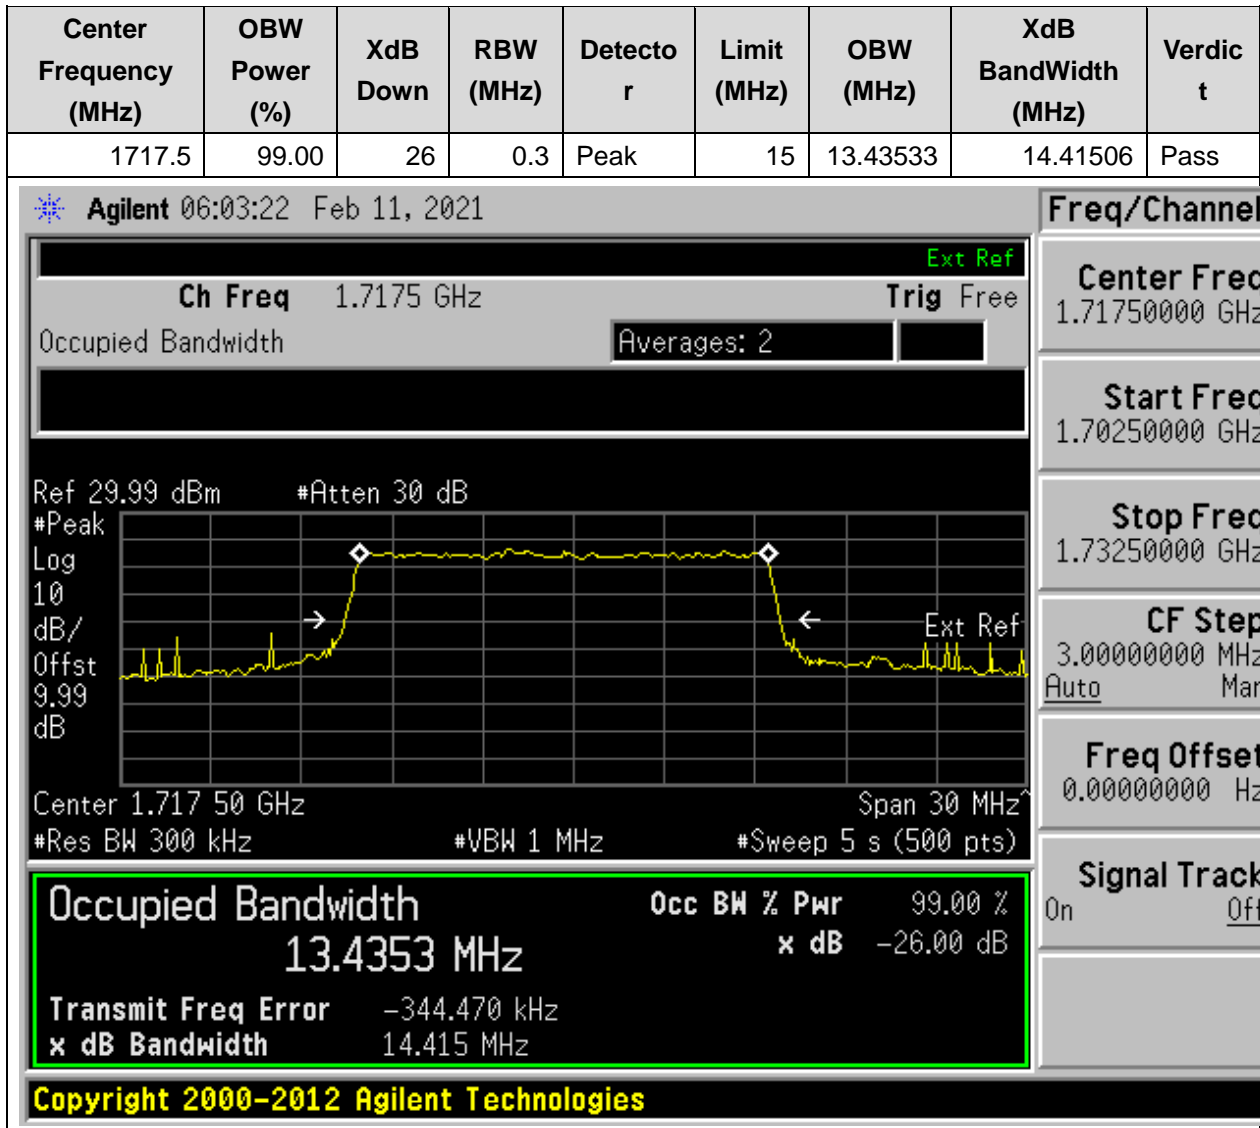 Center Frequency (MHz) OBW Power (%) XdB Down RBW (MHz) Detector Limit (MHz) OBW (MHz) XdB BandWidth (MHz) Verdict
1717.5 99.00 26 0.3 Peak 15 13.43533 14.41506 Pass
Agilent 06:03:22 Feb 11, 2021
Freq/Channel
Ext Ref
Ch Freq 1.7175 GHz Trig Free
Occupied Bandwidth Averages: 2
Center Freq
1.71750000 GHz
Start Freq
1.70250000 GHz
Stop Freq
1.73250000 GHz
CF Step
3.00000000 MHz
Auto Man
Freq Offset
0.00000000 Hz
Signal Track
On Off
Ref 29.99 dBm #Atten 30 dB
#Peak
Log
10
dB/
Offst
9.99
dB
Ext Ref
Center 1.717 50 GHz Span 30 MHz^
#Res BW 300 kHz #VBW 1 MHz #Sweep 5 s (500 pts)
Occupied Bandwidth Occ BW % Pwr 99.00 %
13.4353 MHz x dB -26.00 dB
Transmit Freq Error -344.470 kHz
x dB Bandwidth 14.415 MHz
Copyright 2000-2012 Agilent Technologies